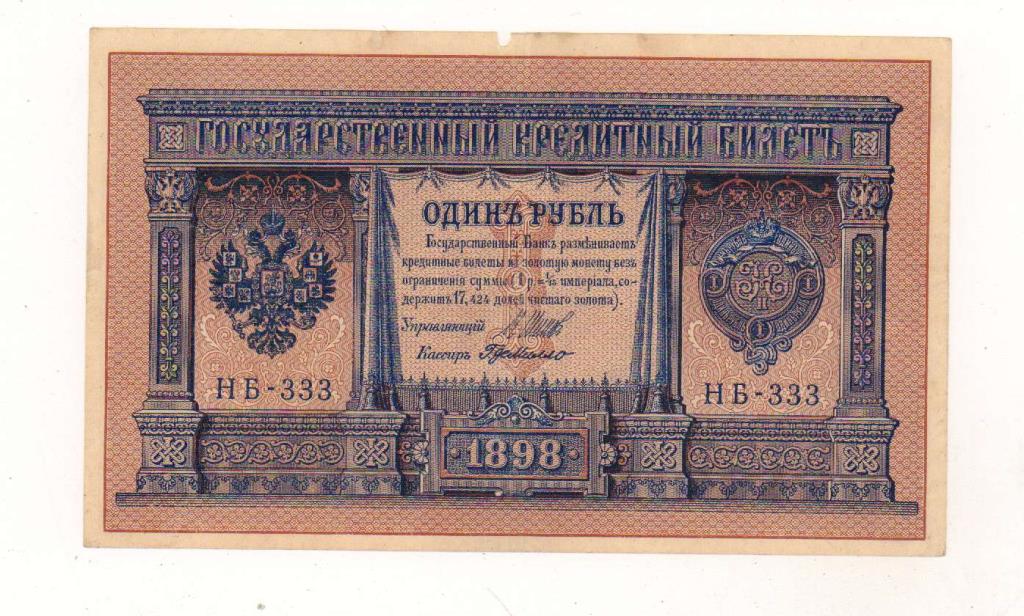 ГОСУДАРСТВЕННЫЙ КРЕДИТНЫЙ БИЛЕТЪ
ОДИНЪ РУБЛЬ
Государственный Банкъ размѣниваетъ
кредитные билеты на золотую монету безъ
ограниченія суммы (1 р. = 1/15 имперіала, со-
держитъ 17,424 долей чистаго золота).
Управляющій
Кассиръ
НБ-333
НБ-333
1898